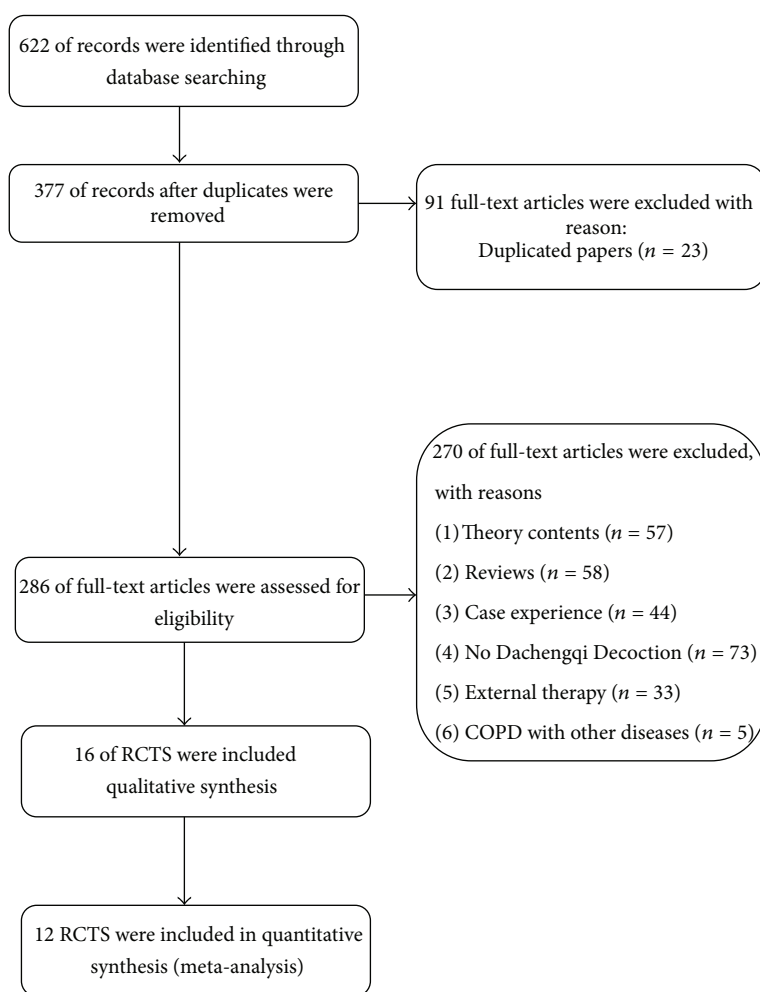 622 of records were identified through
database searching
377 of records after duplicates were
removed
91 full-text articles were excluded with
reason:
Duplicated papers (n = 23)
270 of full-text articles were excluded,
with reasons
(1) Theory contents (n = 57)
(2) Reviews (n = 58)
(3) Case experience (n = 44)
(4) No Dachengqi Decoction (n = 73)
(5) External therapy (n = 33)
(6) COPD with other diseases (n = 5)
286 of full-text articles were assessed for
eligibility
16 of RCTS were included
qualitative synthesis
12 RCTS were included in quantitative
synthesis (meta-analysis)